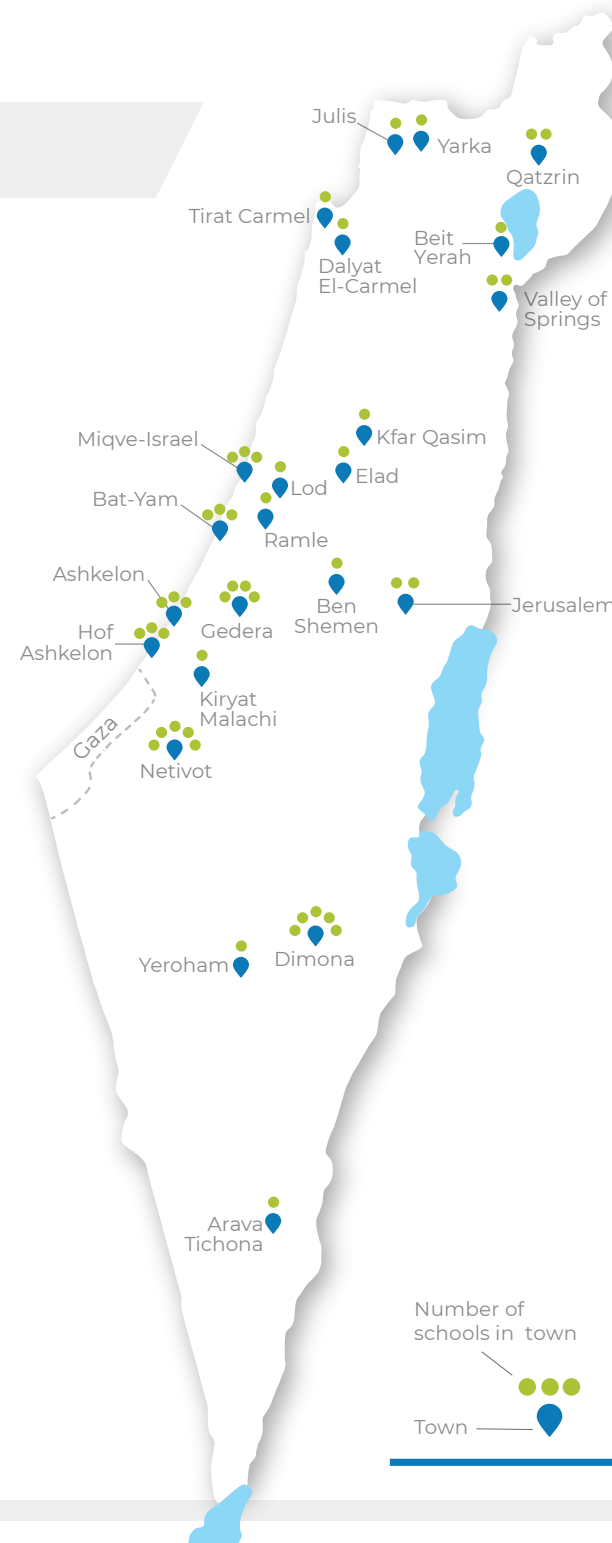 Julis
Yarka
Qatzrin
Tirat Carmel
Beit
Yerah
Dalyat
El-Carmel
Valley of
Springs
Kfar Qasim
Miqve-Israel
Elad
Lod
Bat-Yam
Ramle
Ashkelon
Ben
Shemen
Jerusalem
Gedera
Hof
Ashkelon
Kiryat
Malachi
Gaza
Netivot
Dimona
Yeroham
Arava
Tichona
Number of
schools in town
Town